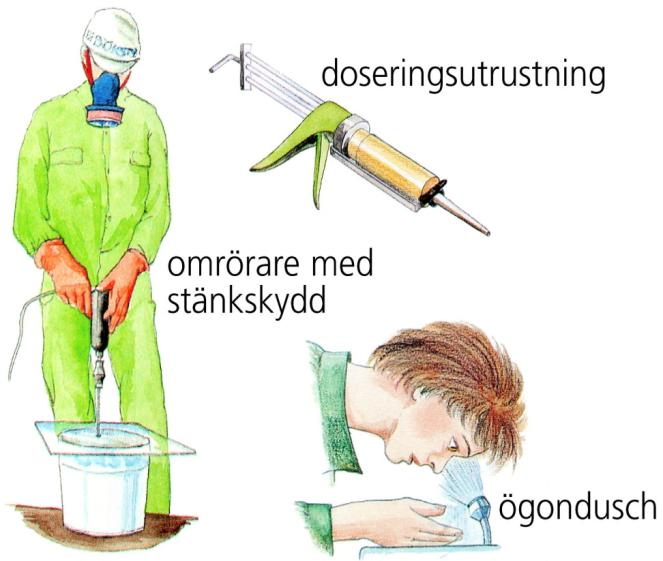 doseringsutrustning
omrörare med
stänkskydd
ögondusch